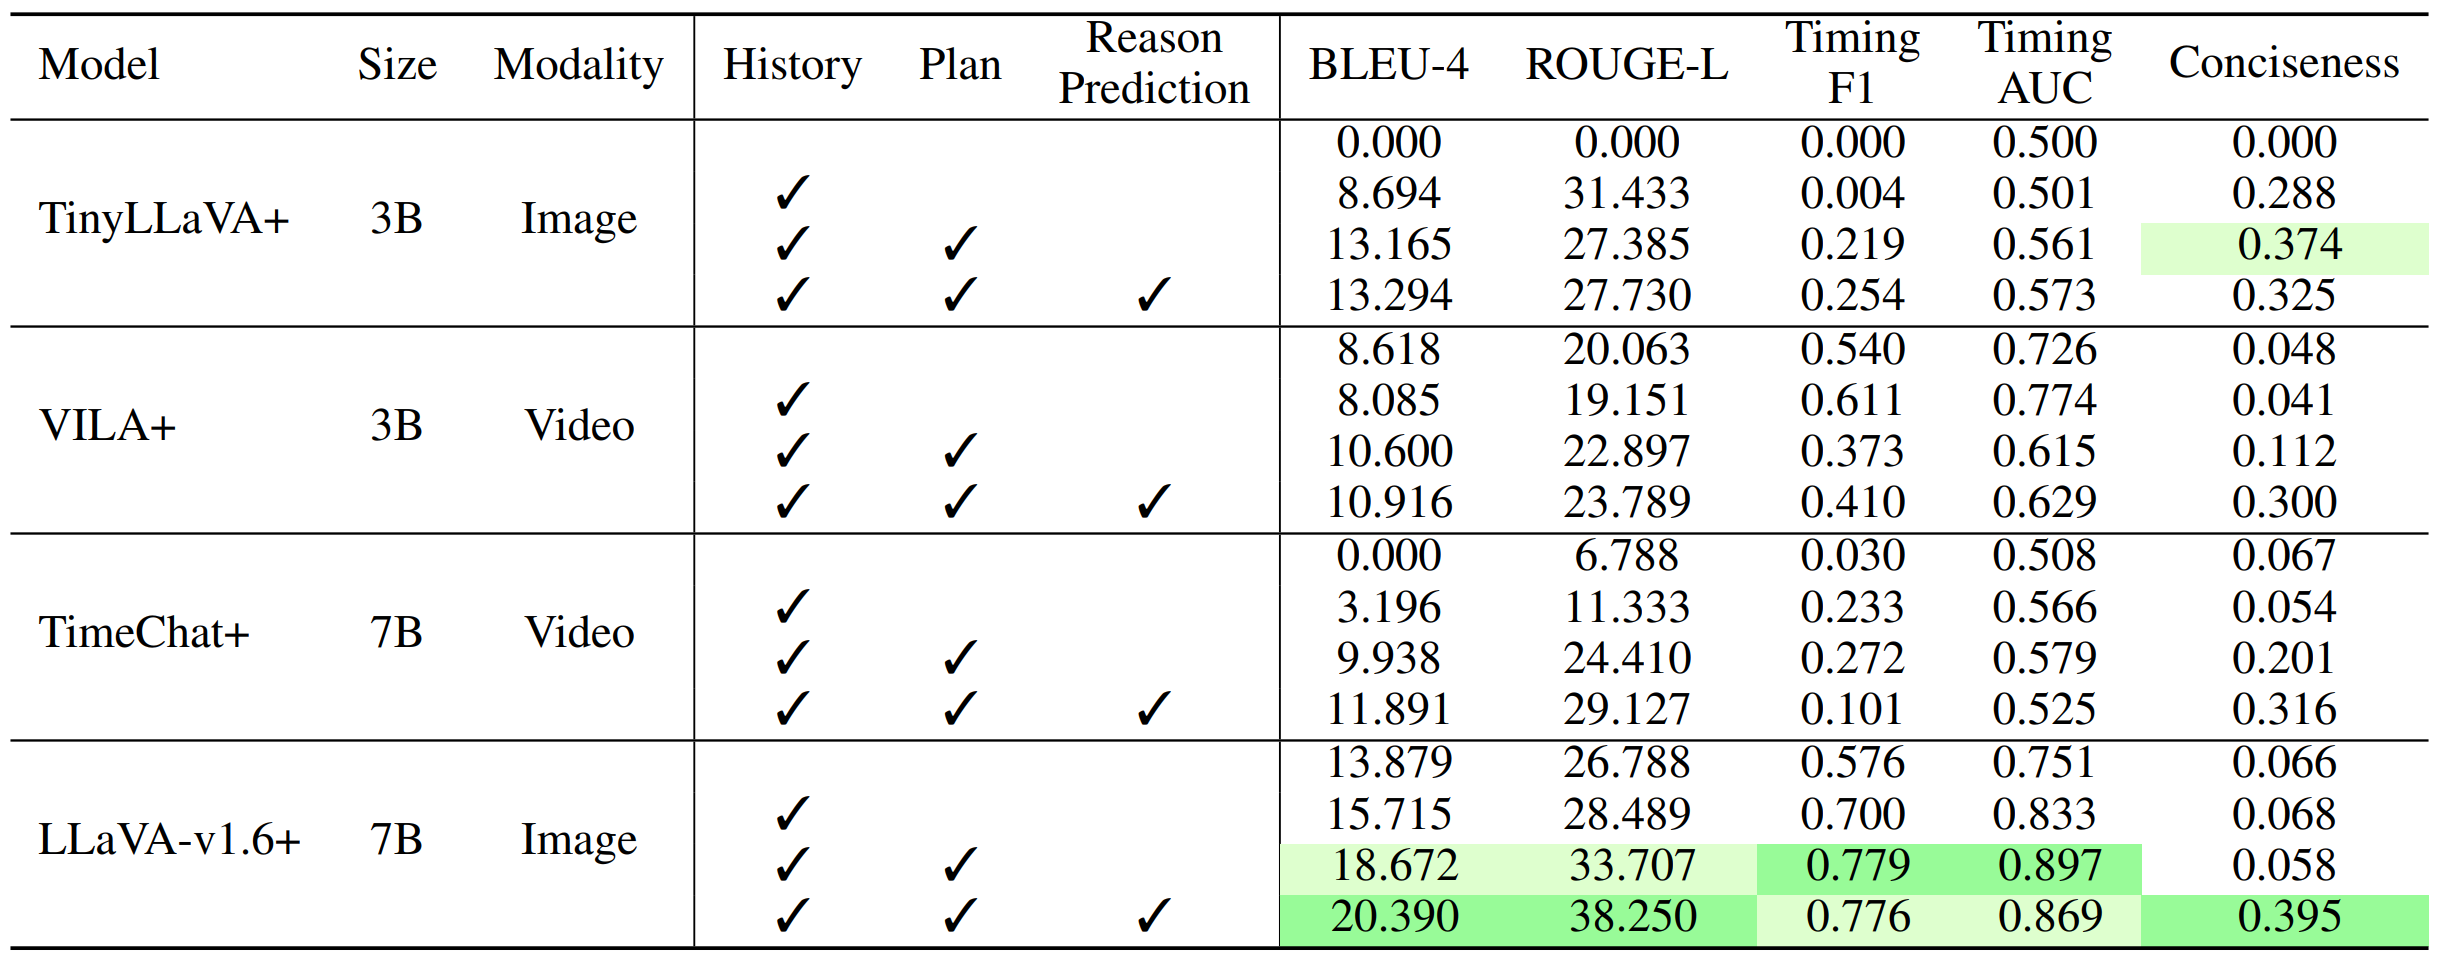 Model Size Modality History Plan Reason Prediction BLEU-4 ROUGE-L Timing F1 Timing AUC Conciseness
0.000 0.000 0.000 0.500 0.000
✓ 8.694 31.433 0.004 0.501 0.288
TinyLLaVA+ 3B Image
✓ ✓ 13.165 27.385 0.219 0.561 0.374
✓ ✓ ✓ 13.294 27.730 0.254 0.573 0.325
8.618 20.063 0.540 0.726 0.048
✓ 8.085 19.151 0.611 0.774 0.041
VILA+ 3B Video
✓ ✓ 10.600 22.897 0.373 0.615 0.112
✓ ✓ ✓ 10.916 23.789 0.410 0.629 0.300
0.000 6.788 0.030 0.508 0.067
✓ 3.196 11.333 0.233 0.566 0.054
TimeChat+ 7B Video
✓ ✓ 9.938 24.410 0.272 0.579 0.201
✓ ✓ ✓ 11.891 29.127 0.101 0.525 0.316
13.879 26.788 0.576 0.751 0.066
✓ 15.715 28.489 0.700 0.833 0.068
LLaVA-v1.6+ 7B Image
✓ ✓ 18.672 33.707 0.779 0.897 0.058
✓ ✓ ✓ 20.390 38.250 0.776 0.869 0.395